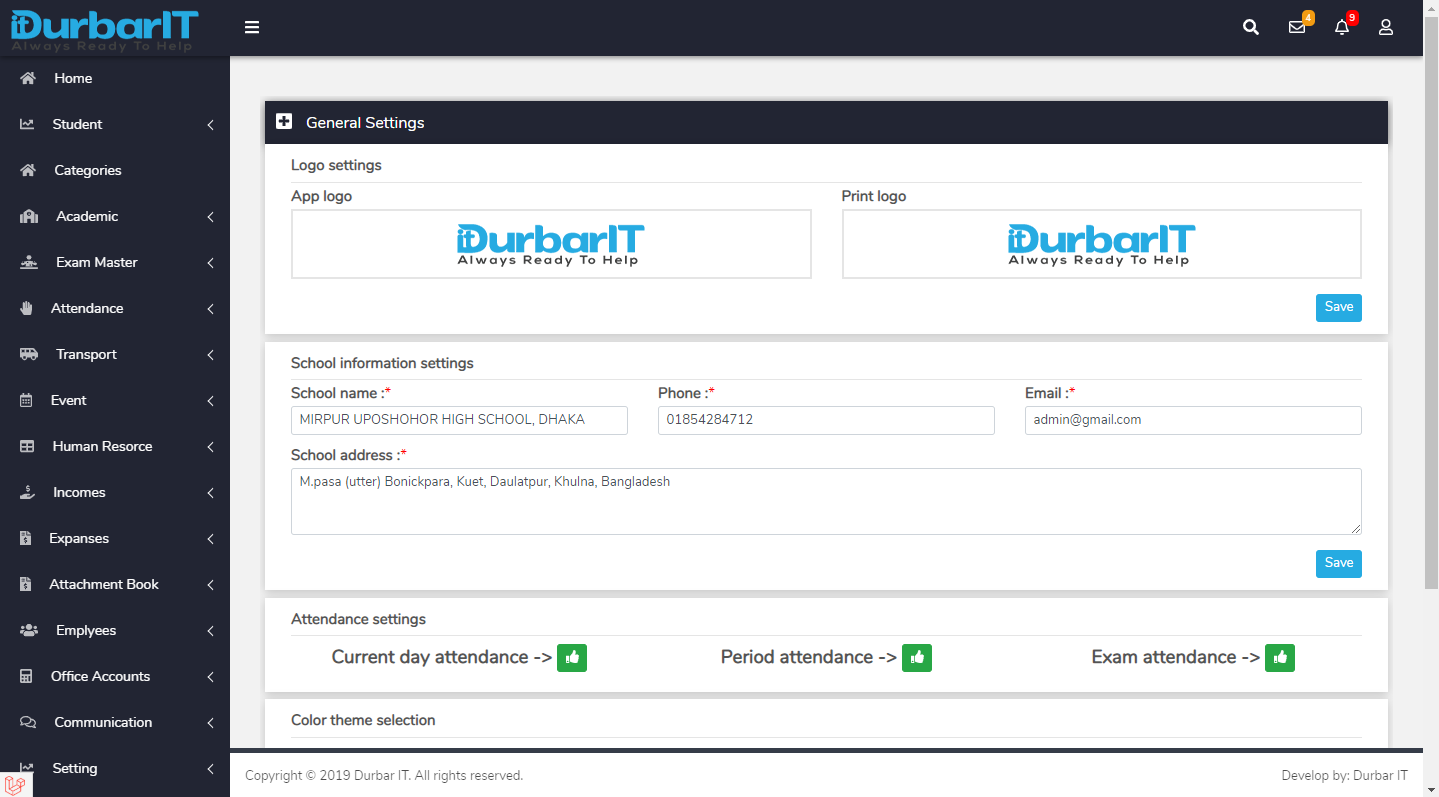 DurbarIT
Always Ready To Help
4
9
Home
Student
Categories
Academic
Exam Master
Attendance
Transport
Event
Human Resorce
Incomes
Expanses
Attachment Book
Emplyees
Office Accounts
Communication
Setting
General Settings
Logo settings
App logo
Print logo
DurbarIT
Always Ready To Help
DurbarIT
Always Ready To Help
Save
School information settings
School name :*
Phone :*
Email :*
MIRPUR UPOSHOHOR HIGH SCHOOL, DHAKA
01854284712
admin@gmail.com
School address :*
M.pasa (utter) Bonickpara, Kuet, Daulatpur, Khulna, Bangladesh
Save
Attendance settings
Current day attendance ->
Period attendance ->
Exam attendance ->
Color theme selection
Copyright © 2019 Durbar IT. All rights reserved.
Develop by: Durbar IT